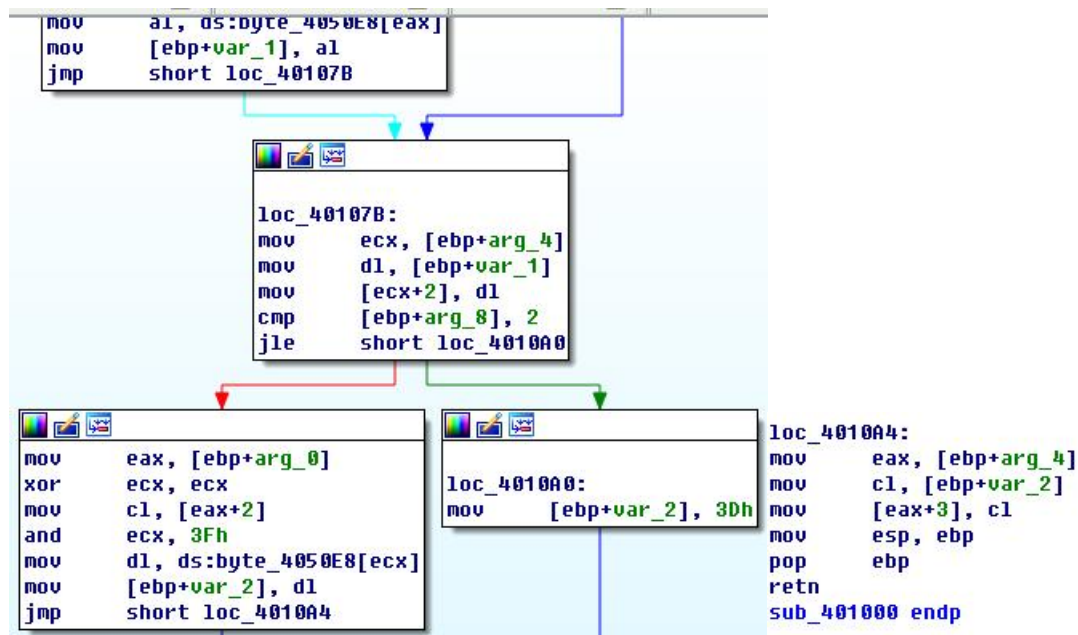 mov al, ds:byte_4050E8[eax]
mov [ebp+var_1], al
jmp short loc_40107B
loc_40107B:
mov ecx, [ebp+arg_4]
mov dl, [ebp+var_1]
mov [ecx+2], dl
cmp [ebp+arg_8], 2
jle short loc_4010A0
mov eax, [ebp+arg_0]
xor ecx, ecx
mov cl, [eax+2]
and ecx, 3Fh
mov dl, ds:byte_4050E8[ecx]
mov [ebp+var_2], dl
jmp short loc_4010A4
loc_4010A0:
mov [ebp+var_2], 3Dh
loc_4010A4:
mov eax, [ebp+arg_4]
mov cl, [ebp+var_2]
mov [eax+3], cl
mov esp, ebp
pop ebp
retn
sub_401000 endp